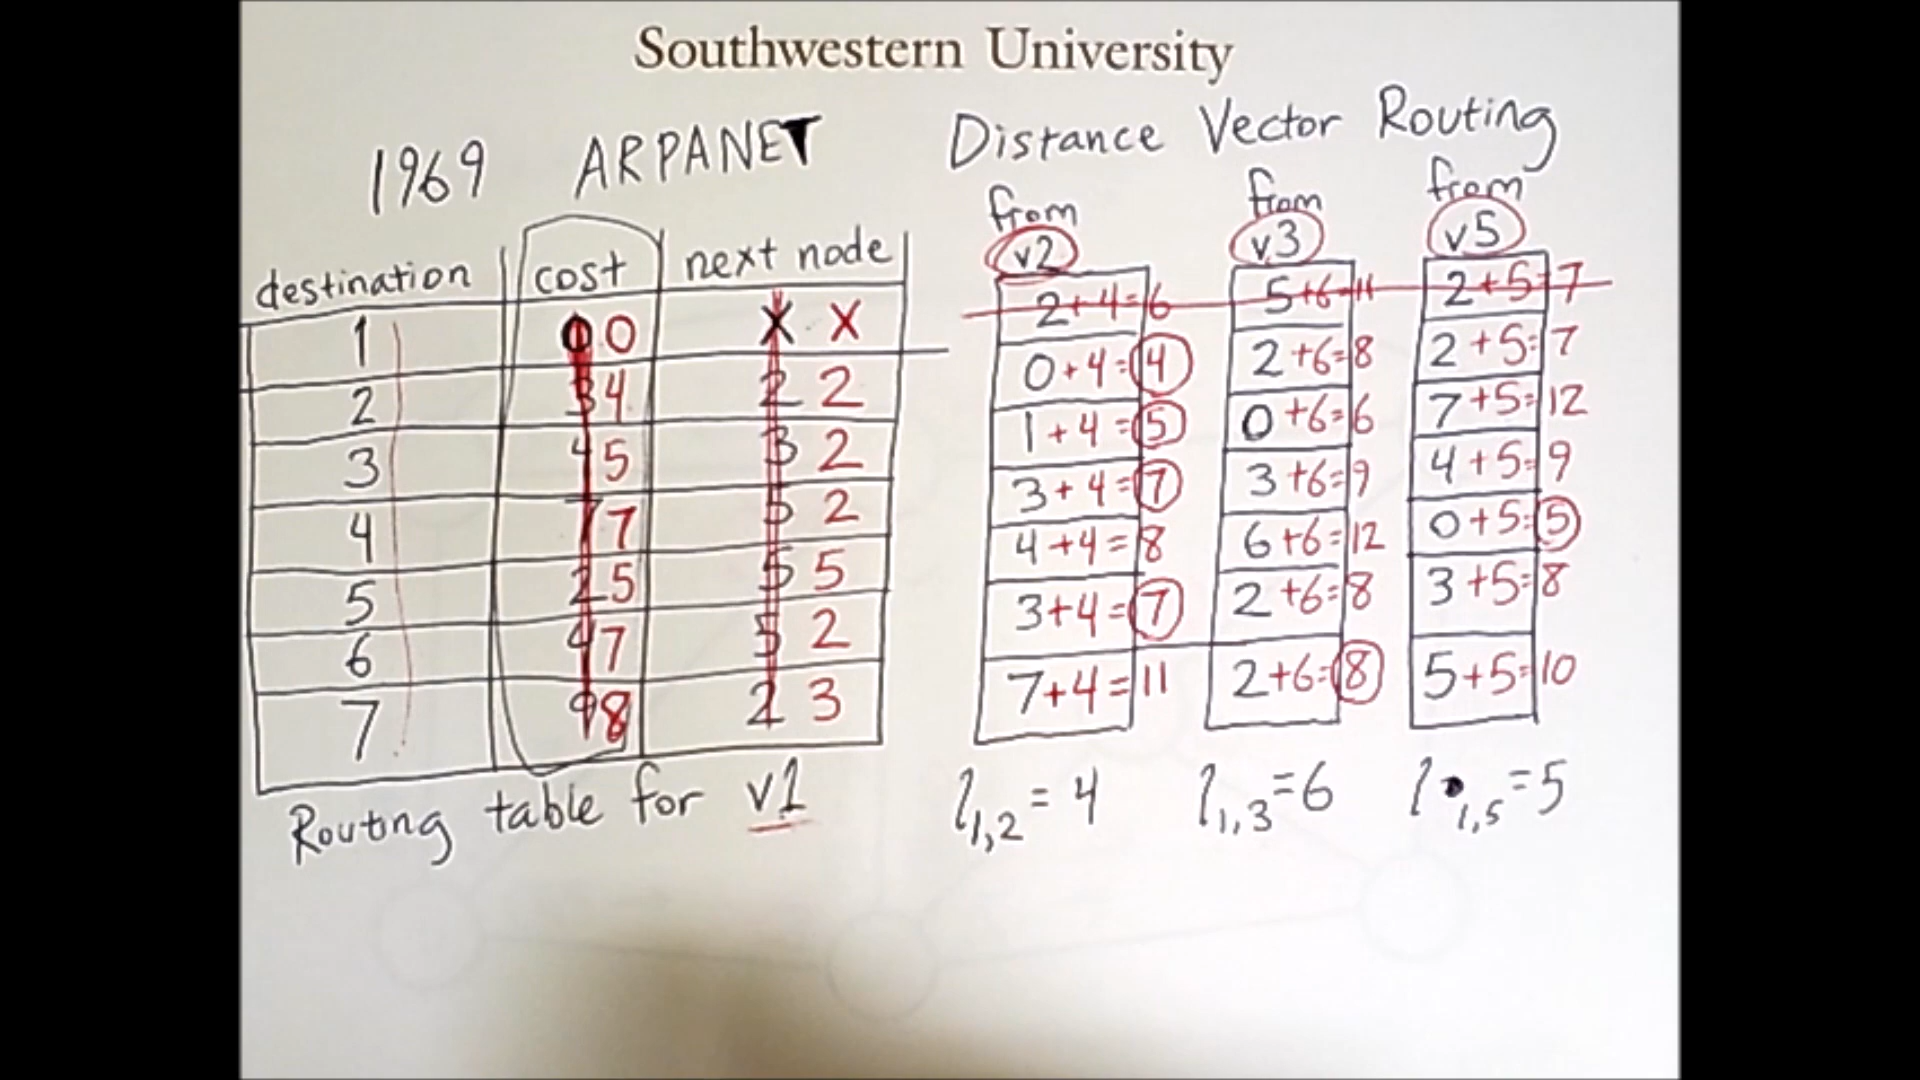 Southwestern University
1969 ARPANET Distance Vector Routing
from v2 from v3 from v5
destination cost next node
1 0 0 X X 2+4=6 5+6=11 2+5=7
2 3 4 2 2 0+4=4 2+6=8 2+5=7
3 4 5 3 2 1+4=5 0+6=6 7+5=12
4 7 7 5 2 3+4=7 3+6=9 4+5=9
5 2 5 5 5 4+4=8 6+6=12 0+5=5
6 4 7 5 2 3+4=7 2+6=8 3+5=8
7 9 8 2 3 7+4=11 2+6=8 5+5=10
Routing table for v1 l1,2 = 4 l1,3 = 6 l1,5 = 5